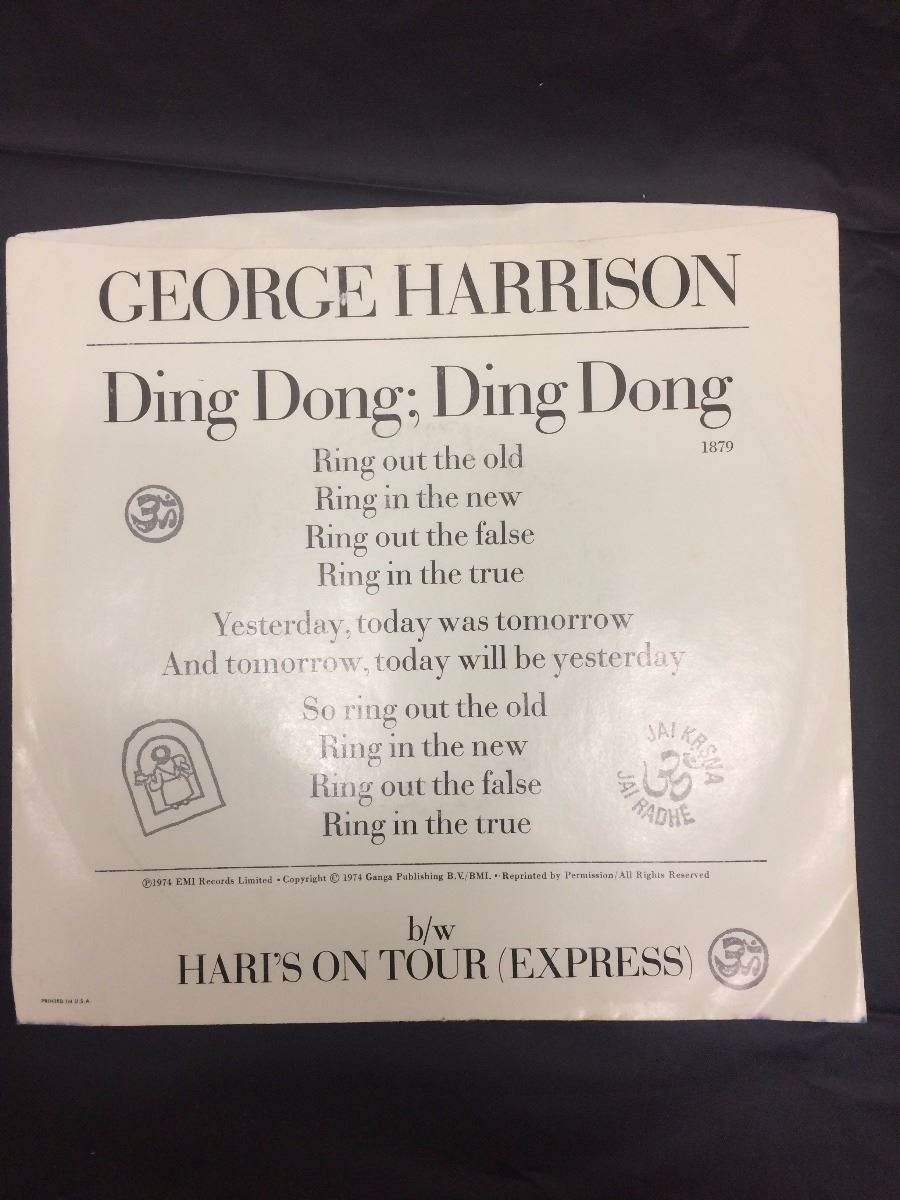 GEORGE HARRISON
Ding Dong; Ding Dong
1879
Ring out the old
Ring in the new
Ring out the false
Ring in the true
ॐ
Yesterday, today was tomorrow
And tomorrow, today will be yesterday
So ring out the old
Ring in the new
Ring out the false
Ring in the true
JAI KRSNA
ॐ
JAI RADHE
℗1974 EMI Records Limited • Copyright © 1974 Ganga Publishing B.V./BMI. • Reprinted by Permission/All Rights Reserved
b/w
HARI'S ON TOUR (EXPRESS)
ॐ
PRINTED IN U.S.A.